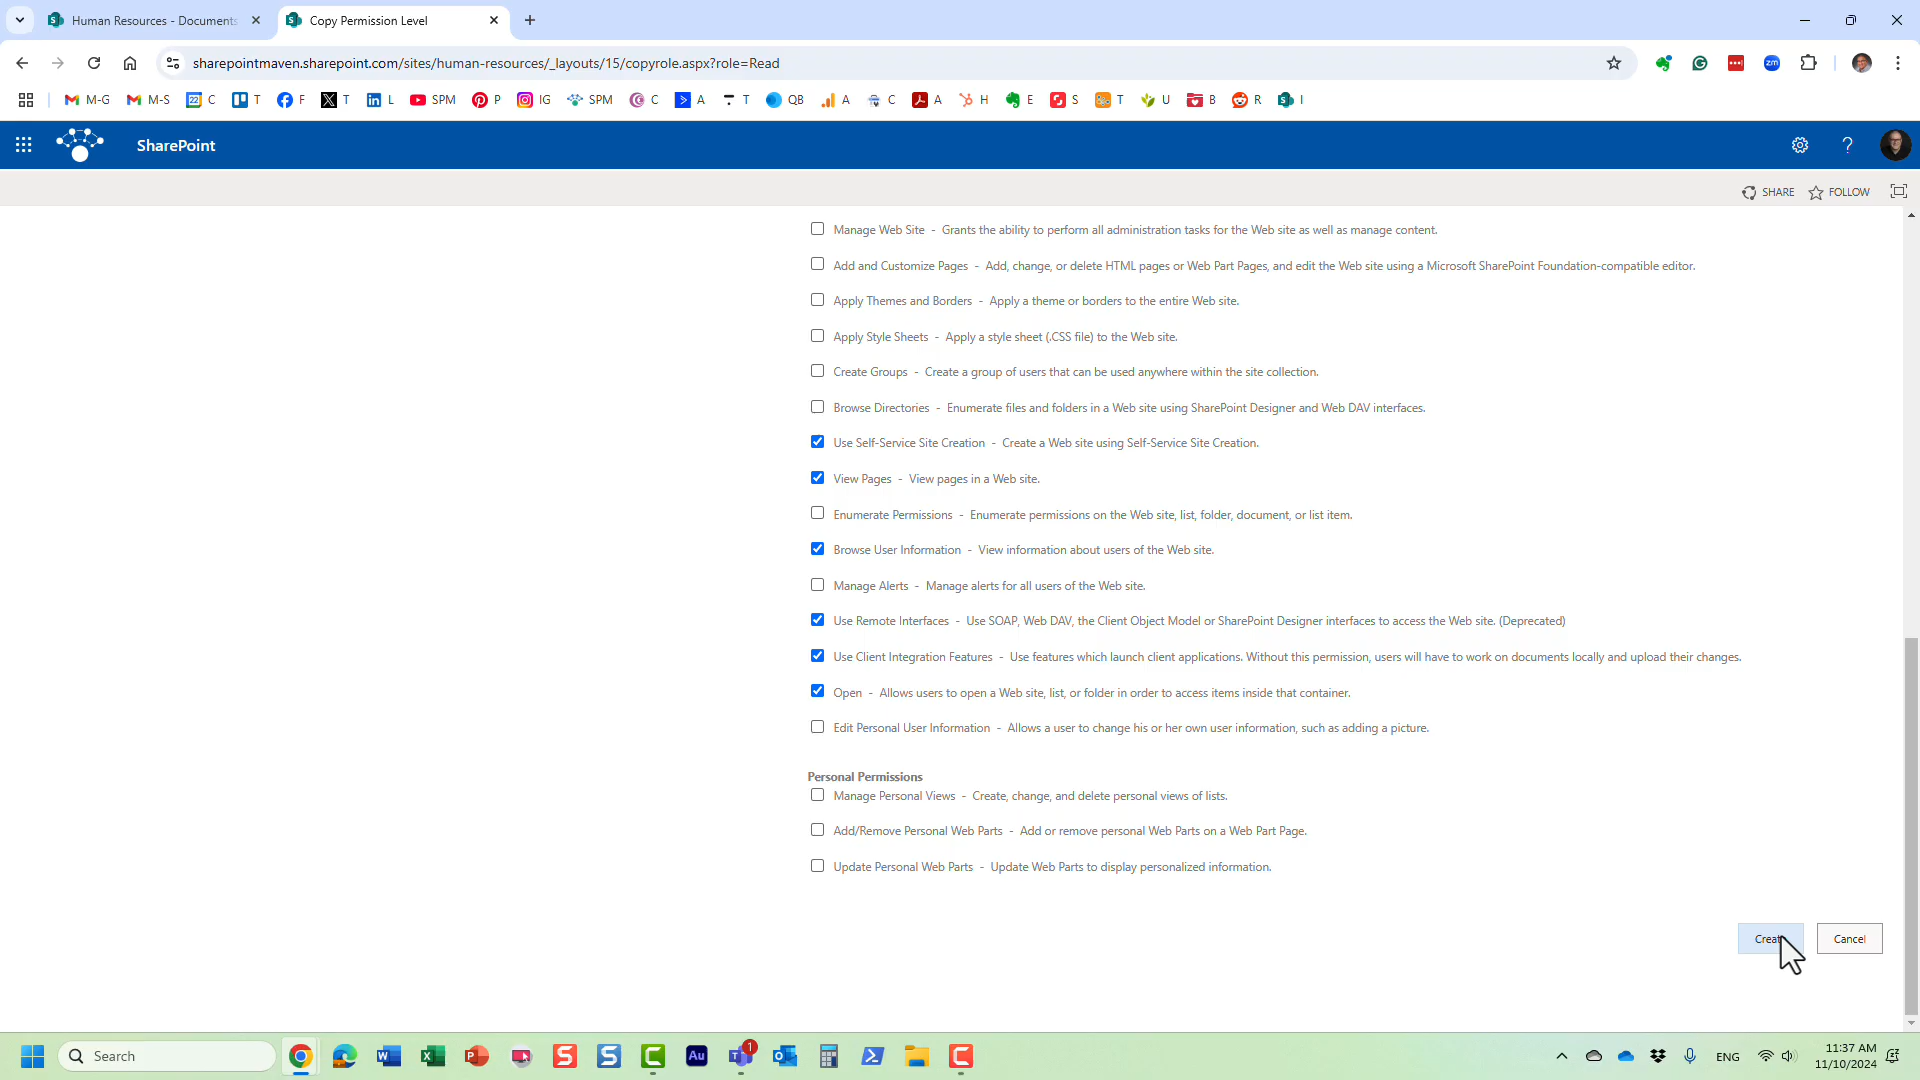 Human Resources - Documents
Copy Permission Level
sharepointmaven.sharepoint.com/sites/human-resources/_layouts/15/copyrole.aspx?role=Read
M-G
M-S
C
T
F
T
L
SPM
P
IG
SPM
C
A
T
QB
A
C
A
H
E
S
T
U
B
R
I
SharePoint
SHARE
FOLLOW
Manage Web Site - Grants the ability to perform all administration tasks for the Web site as well as manage content.
Add and Customize Pages - Add, change, or delete HTML pages or Web Part Pages, and edit the Web site using a Microsoft SharePoint Foundation-compatible editor.
Apply Themes and Borders - Apply a theme or borders to the entire Web site.
Apply Style Sheets - Apply a style sheet (.CSS file) to the Web site.
Create Groups - Create a group of users that can be used anywhere within the site collection.
Browse Directories - Enumerate files and folders in a Web site using SharePoint Designer and Web DAV interfaces.
Use Self-Service Site Creation - Create a Web site using Self-Service Site Creation.
View Pages - View pages in a Web site.
Enumerate Permissions - Enumerate permissions on the Web site, list, folder, document, or list item.
Browse User Information - View information about users of the Web site.
Manage Alerts - Manage alerts for all users of the Web site.
Use Remote Interfaces - Use SOAP, Web DAV, the Client Object Model or SharePoint Designer interfaces to access the Web site. (Deprecated)
Use Client Integration Features - Use features which launch client applications. Without this permission, users will have to work on documents locally and upload their changes.
Open - Allows users to open a Web site, list, or folder in order to access items inside that container.
Edit Personal User Information - Allows a user to change his or her own user information, such as adding a picture.
Personal Permissions
Manage Personal Views - Create, change, and delete personal views of lists.
Add/Remove Personal Web Parts - Add or remove personal Web Parts on a Web Part Page.
Update Personal Web Parts - Update Web Parts to display personalized information.
Creat
Cancel
Search
ENG
11:37 AM
11/10/2024